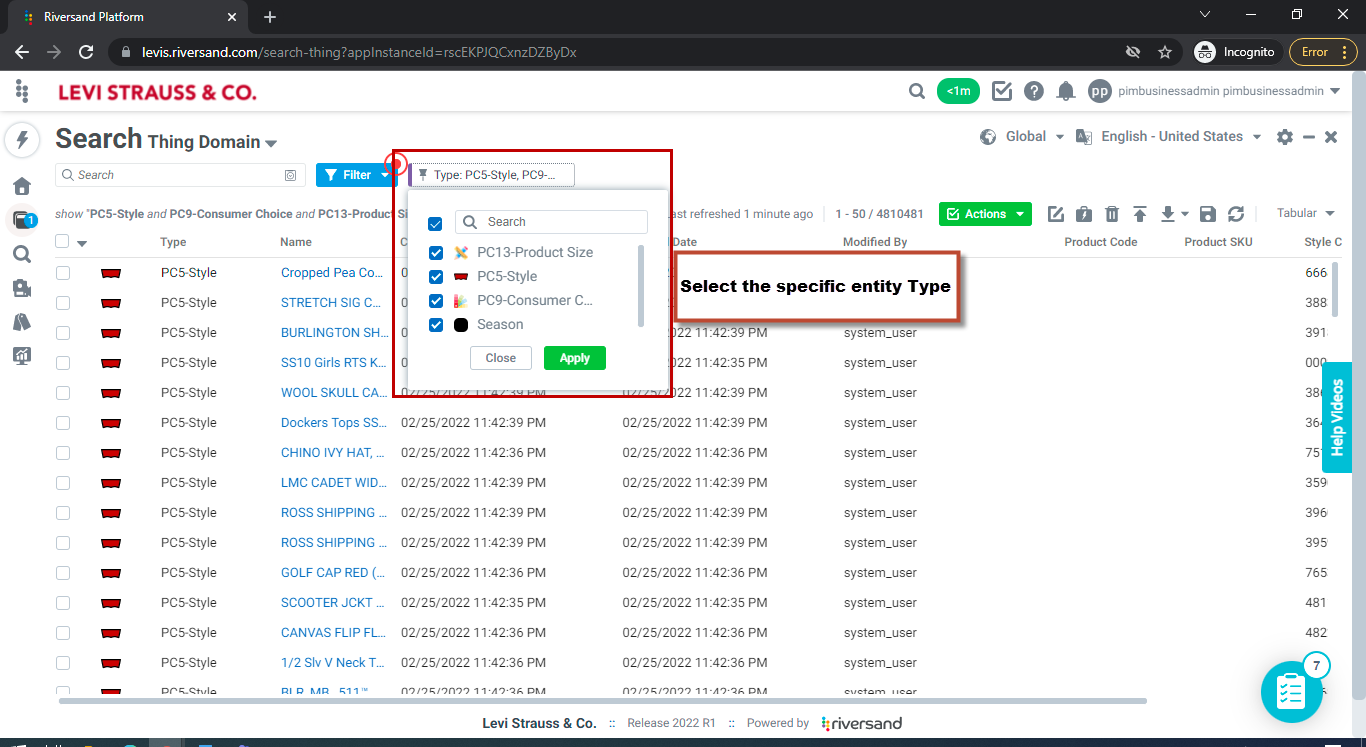 Riversand Platform
levis.riversand.com/search-thing?appInstanceId=rscEKPJQCxnzDZByDx
Incognito
Error
LEVI STRAUSS & CO.
<1m
pp
pimbusinessadmin pimbusinessadmin
Search Thing Domain
Global
English - United States
Search
Filter
Type: PC5-Style, PC9-...
show "PC5-Style and PC9-Consumer Choice and PC13-Product Si
ast refreshed 1 minute ago
1 - 50 / 4810481
Actions
Tabular
Search
PC13-Product Size
PC5-Style
PC9-Consumer C...
Season
Close
Apply
Select the specific entity Type
Type Name C Date Modified By Product Code Product SKU Style C
PC5-Style Cropped Pea Co... 0 666
PC5-Style STRETCH SIG C... 0 388
PC5-Style BURLINGTON SH... 0 022 11:42:39 PM system_user 391
PC5-Style SS10 Girls RTS K... 0 022 11:42:35 PM system_user 000
PC5-Style WOOL SKULL CA... 02/25/2022 11:42:39 PM 02/25/2022 11:42:39 PM system_user 386
PC5-Style Dockers Tops SS... 02/25/2022 11:42:39 PM 02/25/2022 11:42:39 PM system_user 364
PC5-Style CHINO IVY HAT, ... 02/25/2022 11:42:36 PM 02/25/2022 11:42:36 PM system_user 751
PC5-Style LMC CADET WID... 02/25/2022 11:42:39 PM 02/25/2022 11:42:39 PM system_user 359
PC5-Style ROSS SHIPPING ... 02/25/2022 11:42:39 PM 02/25/2022 11:42:39 PM system_user 396
PC5-Style ROSS SHIPPING ... 02/25/2022 11:42:39 PM 02/25/2022 11:42:39 PM system_user 395
PC5-Style GOLF CAP RED (... 02/25/2022 11:42:36 PM 02/25/2022 11:42:36 PM system_user 765
PC5-Style SCOOTER JCKT ... 02/25/2022 11:42:35 PM 02/25/2022 11:42:35 PM system_user 481
PC5-Style CANVAS FLIP FL... 02/25/2022 11:42:36 PM 02/25/2022 11:42:36 PM system_user 482
PC5-Style 1/2 Slv V Neck T... 02/25/2022 11:42:36 PM 02/25/2022 11:42:36 PM system_user
PC5-Style 02/25/2022 11:42:36 PM 02/25/2022 11:42:36 PM system_user
1
Help Videos
7
Levi Strauss & Co. :: Release 2022 R1 :: Powered by riversand